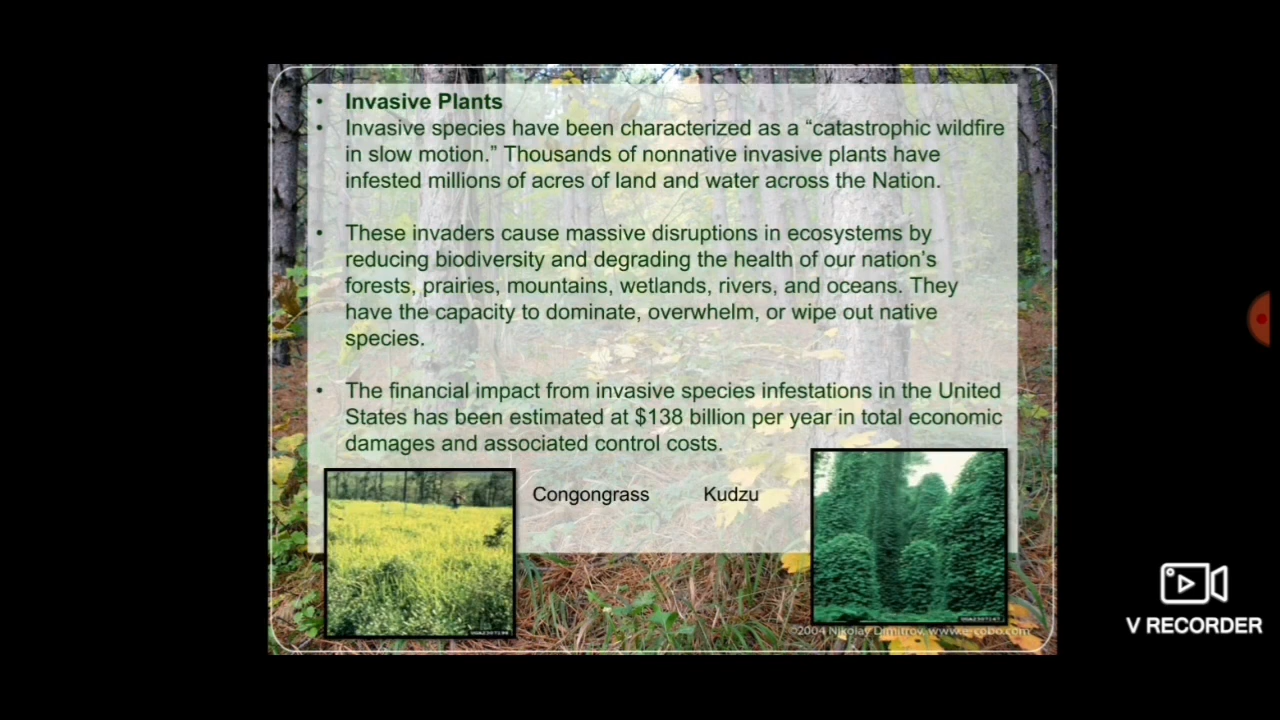 • Invasive Plants
• Invasive species have been characterized as a “catastrophic wildfire
in slow motion.” Thousands of nonnative invasive plants have
infested millions of acres of land and water across the Nation.
• These invaders cause massive disruptions in ecosystems by
reducing biodiversity and degrading the health of our nation’s
forests, prairies, mountains, wetlands, rivers, and oceans. They
have the capacity to dominate, overwhelm, or wipe out native
species.
• The financial impact from invasive species infestations in the United
States has been estimated at $138 billion per year in total economic
damages and associated control costs.
Congongrass Kudzu
©2004 Nikolay Dimitrov, www.e-cobo.com
V RECORDER